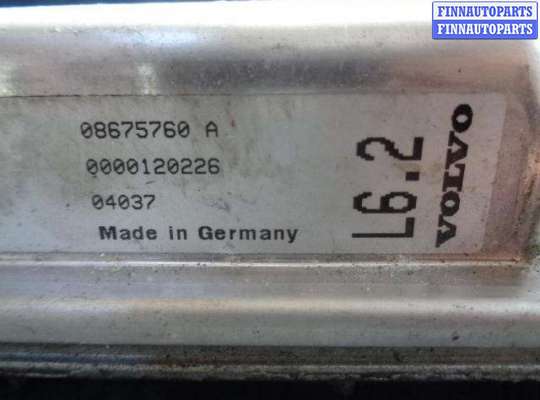 FINNAUTOPARTS
FINNAUTOPARTS
08675760 A
0000120226
04037
Made in Germany
L6.2
VOLVO